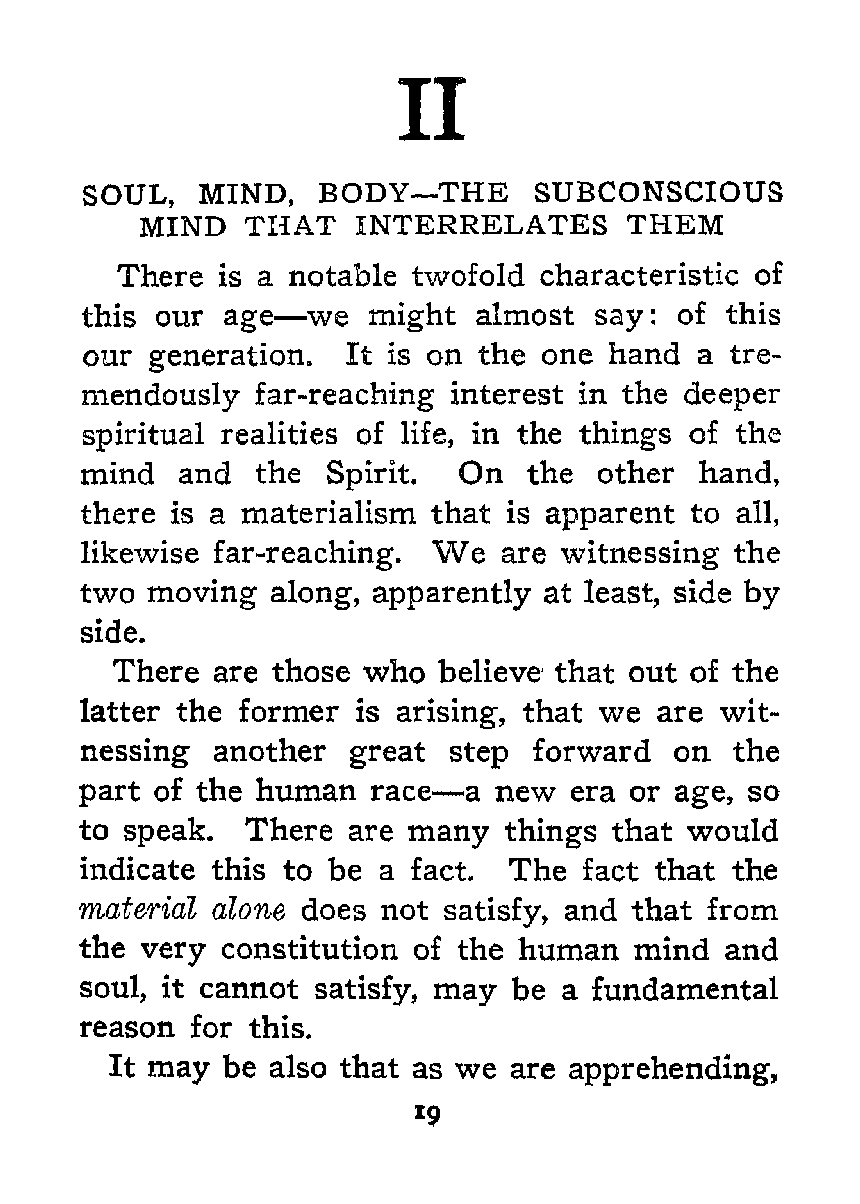 II
SOUL, MIND, BODY—THE SUBCONSCIOUS
MIND THAT INTERRELATES THEM
There is a notable twofold characteristic of
this our age—we might almost say: of this
our generation. It is on the one hand a tre-
mendously far-reaching interest in the deeper
spiritual realities of life, in the things of the
mind and the Spirit. On the other hand,
there is a materialism that is apparent to all,
likewise far-reaching. We are witnessing the
two moving along, apparently at least, side by
side.
There are those who believe that out of the
latter the former is arising, that we are wit-
nessing another great step forward on the
part of the human race—a new era or age, so
to speak. There are many things that would
indicate this to be a fact. The fact that the
material alone does not satisfy, and that from
the very constitution of the human mind and
soul, it cannot satisfy, may be a fundamental
reason for this.
It may be also that as we are apprehending,
19